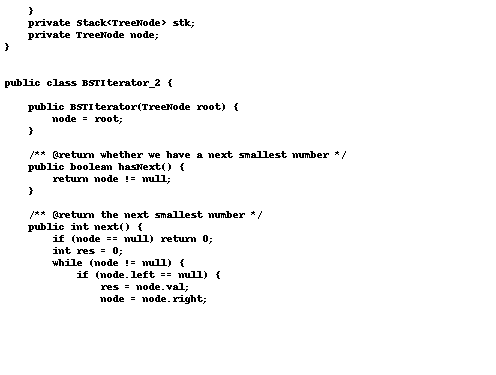 }
    private Stack<TreeNode> stk;
    private TreeNode node;
}
public class BSTIterator_2 {
    public BSTIterator(TreeNode root) {
        node = root;
    }
    /** @return whether we have a next smallest number */
    public boolean hasNext() {
        return node != null;
    }
    /** @return the next smallest number */
    public int next() {
        if (node == null) return 0;
        int res = 0;
        while (node != null) {
            if (node.left == null) {
                res = node.val;
                node = node.right;